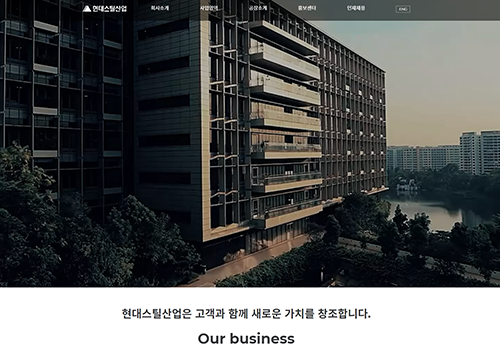 현대스틸산업
회사소개
사업영역
공장소개
홍보센터
인재채용
ENG
현대스틸산업은 고객과 함께 새로운 가치를 창조합니다.
Our business